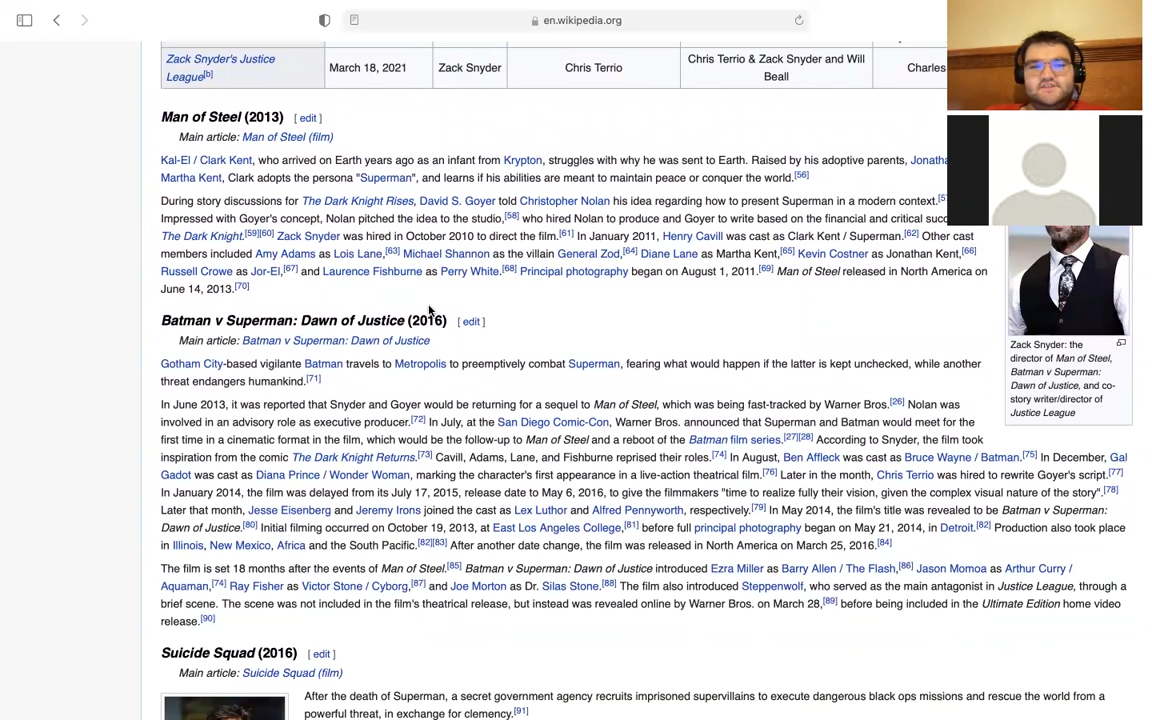 en.wikipedia.org
Zack Snyder's Justice League[b] March 18, 2021 Zack Snyder Chris Terrio Chris Terrio & Zack Snyder and Will Beall Charles
Man of Steel (2013) [ edit ]
Main article: Man of Steel (film)
Kal-El / Clark Kent, who arrived on Earth years ago as an infant from Krypton, struggles with why he was sent to Earth. Raised by his adoptive parents,
Martha Kent, Clark adopts the persona "Superman", and learns if his abilities are meant to maintain peace or conquer the world.[56]
During story discussions for The Dark Knight Rises, David S. Goyer told Christopher Nolan his idea regarding how to present Superman in a modern context.
Impressed with Goyer's concept, Nolan pitched the idea to the studio,[58] who hired Nolan to produce and Goyer to write based on the financial and critical
The Dark Knight.[59][60] Zack Snyder was hired in October 2010 to direct the film.[61] In January 2011, Henry Cavill was cast as Clark Kent / Superman.[62] Other cast
members included Amy Adams as Lois Lane,[63] Michael Shannon as the villain General Zod,[64] Diane Lane as Martha Kent,[65] Kevin Costner as Jonathan Kent,[66]
Russell Crowe as Jor-El,[67] and Laurence Fishburne as Perry White.[68] Principal photography began on August 1, 2011.[69] Man of Steel released in North America on
June 14, 2013.[70]
Batman v Superman: Dawn of Justice (2016) [ edit ]
Main article: Batman v Superman: Dawn of Justice
Gotham City-based vigilante Batman travels to Metropolis to preemptively combat Superman, fearing what would happen if the latter is kept unchecked, while another
threat endangers humankind.[71]
In June 2013, it was reported that Snyder and Goyer would be returning for a sequel to Man of Steel, which was being fast-tracked by Warner Bros.[26] Nolan was
involved in an advisory role as executive producer.[72] In July, at the San Diego Comic-Con, Warner Bros. announced that Superman and Batman would meet for the
first time in a cinematic format in the film, which would be the follow-up to Man of Steel and a reboot of the Batman film series.[27][28] According to Snyder, the film took
inspiration from the comic The Dark Knight Returns.[73] Cavill, Adams, Lane, and Fishburne reprised their roles.[74] In August, Ben Affleck was cast as Bruce Wayne / Batman.[75] In December, Gal
Gadot was cast as Diana Prince / Wonder Woman, marking the character's first appearance in a live-action theatrical film.[76] Later in the month, Chris Terrio was hired to rewrite Goyer's script.[77]
In January 2014, the film was delayed from its July 17, 2015, release date to May 6, 2016, to give the filmmakers "time to realize fully their vision, given the complex visual nature of the story".[78]
Later that month, Jesse Eisenberg and Jeremy Irons joined the cast as Lex Luthor and Alfred Pennyworth, respectively.[79] In May 2014, the film's title was revealed to be Batman v Superman:
Dawn of Justice.[80] Initial filming occurred on October 19, 2013, at East Los Angeles College,[81] before full principal photography began on May 21, 2014, in Detroit.[82] Production also took place
in Illinois, New Mexico, Africa and the South Pacific.[82][83] After another date change, the film was released in North America on March 25, 2016.[84]
The film is set 18 months after the events of Man of Steel.[85] Batman v Superman: Dawn of Justice introduced Ezra Miller as Barry Allen / The Flash,[86] Jason Momoa as Arthur Curry /
Aquaman,[74] Ray Fisher as Victor Stone / Cyborg,[87] and Joe Morton as Dr. Silas Stone.[88] The film also introduced Steppenwolf, who served as the main antagonist in Justice League, through a
brief scene. The scene was not included in the film's theatrical release, but instead was revealed online by Warner Bros. on March 28,[89] before being included in the Ultimate Edition home video
release.[90]
Zack Snyder: the
director of Man of Steel,
Batman v Superman:
Dawn of Justice, and co-
story writer/director of
Justice League
Suicide Squad (2016) [ edit ]
Main article: Suicide Squad (film)
After the death of Superman, a secret government agency recruits imprisoned supervillains to execute dangerous black ops missions and rescue the world from a
powerful threat, in exchange for clemency.[91]